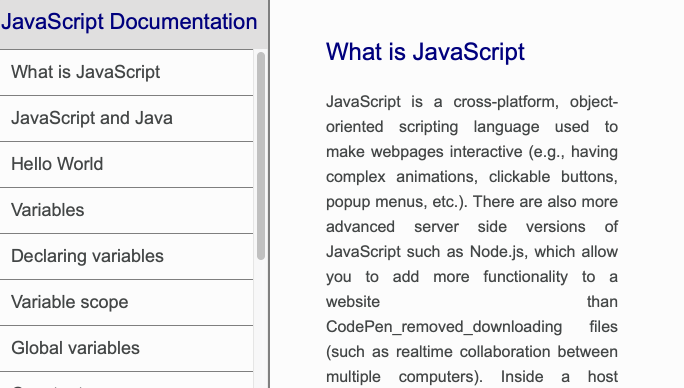 JavaScript Documentation
What is JavaScript
JavaScript and Java
Hello World
Variables
Declaring variables
Variable scope
Global variables
What is JavaScript
JavaScript is a cross-platform, object-
oriented scripting language used to
make webpages interactive (e.g., having
complex animations, clickable buttons,
popup menus, etc.). There are also more
advanced server side versions of
JavaScript such as Node.js, which allow
you to add more functionality to a
website than
CodePen_removed_downloading files
(such as realtime collaboration between
multiple computers). Inside a host